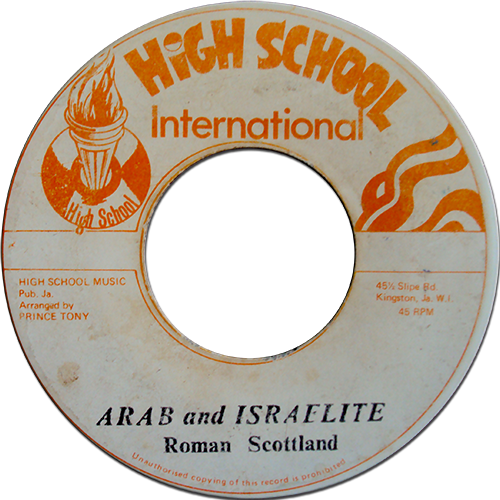 HIGH SCHOOL
International
High School
HIGH SCHOOL MUSIC
Pub. Ja.
Arranged by
PRINCE TONY
45½ Slipe Rd.
Kingston, Ja. W.I.
45 RPM
ARAB and ISRAELITE
Roman Scottland
Unauthorised copying of this record is prohibited